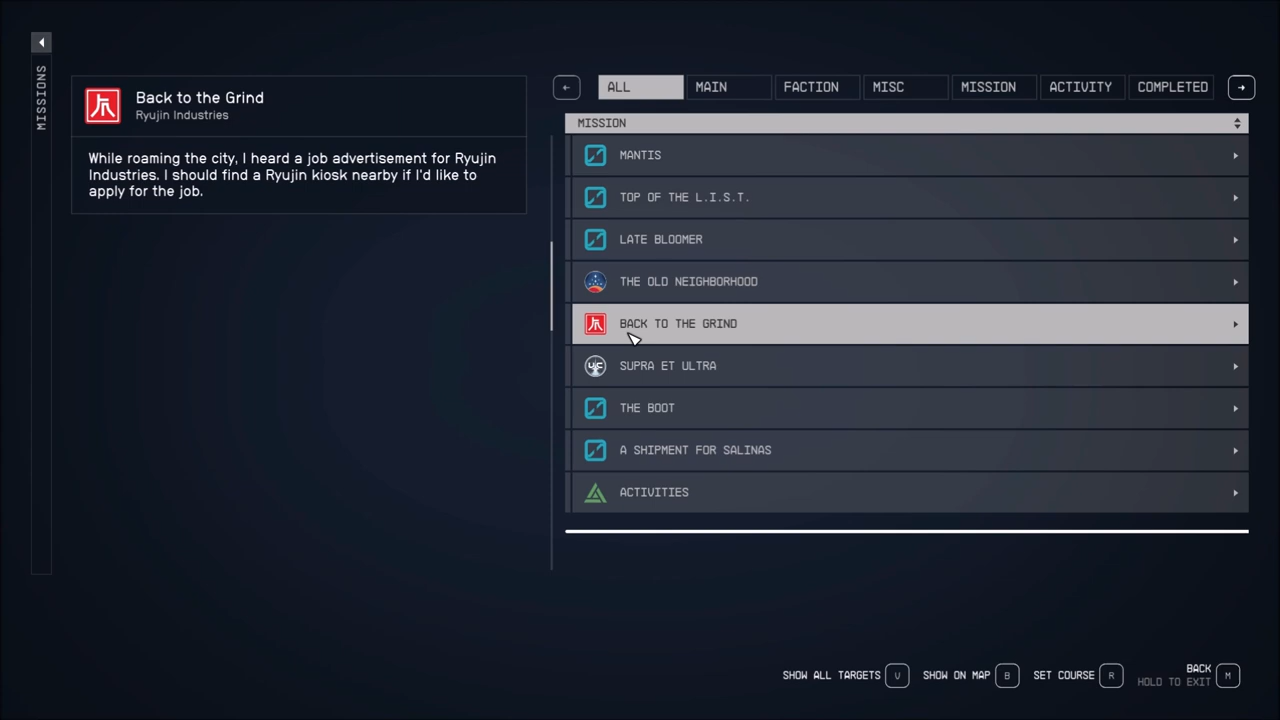 MISSIONS
Back to the Grind
Ryujin Industries
While roaming the city, I heard a job advertisement for Ryujin
Industries. I should find a Ryujin kiosk nearby if I'd like to
apply for the job.
ALL MAIN FACTION MISC MISSION ACTIVITY COMPLETED
MISSION
MANTIS
TOP OF THE L.I.S.T.
LATE BLOOMER
THE OLD NEIGHBORHOOD
BACK TO THE GRIND
UC SUPRA ET ULTRA
THE BOOT
A SHIPMENT FOR SALINAS
ACTIVITIES
SHOW ALL TARGETS V SHOW ON MAP B SET COURSE R BACK M
HOLD TO EXIT